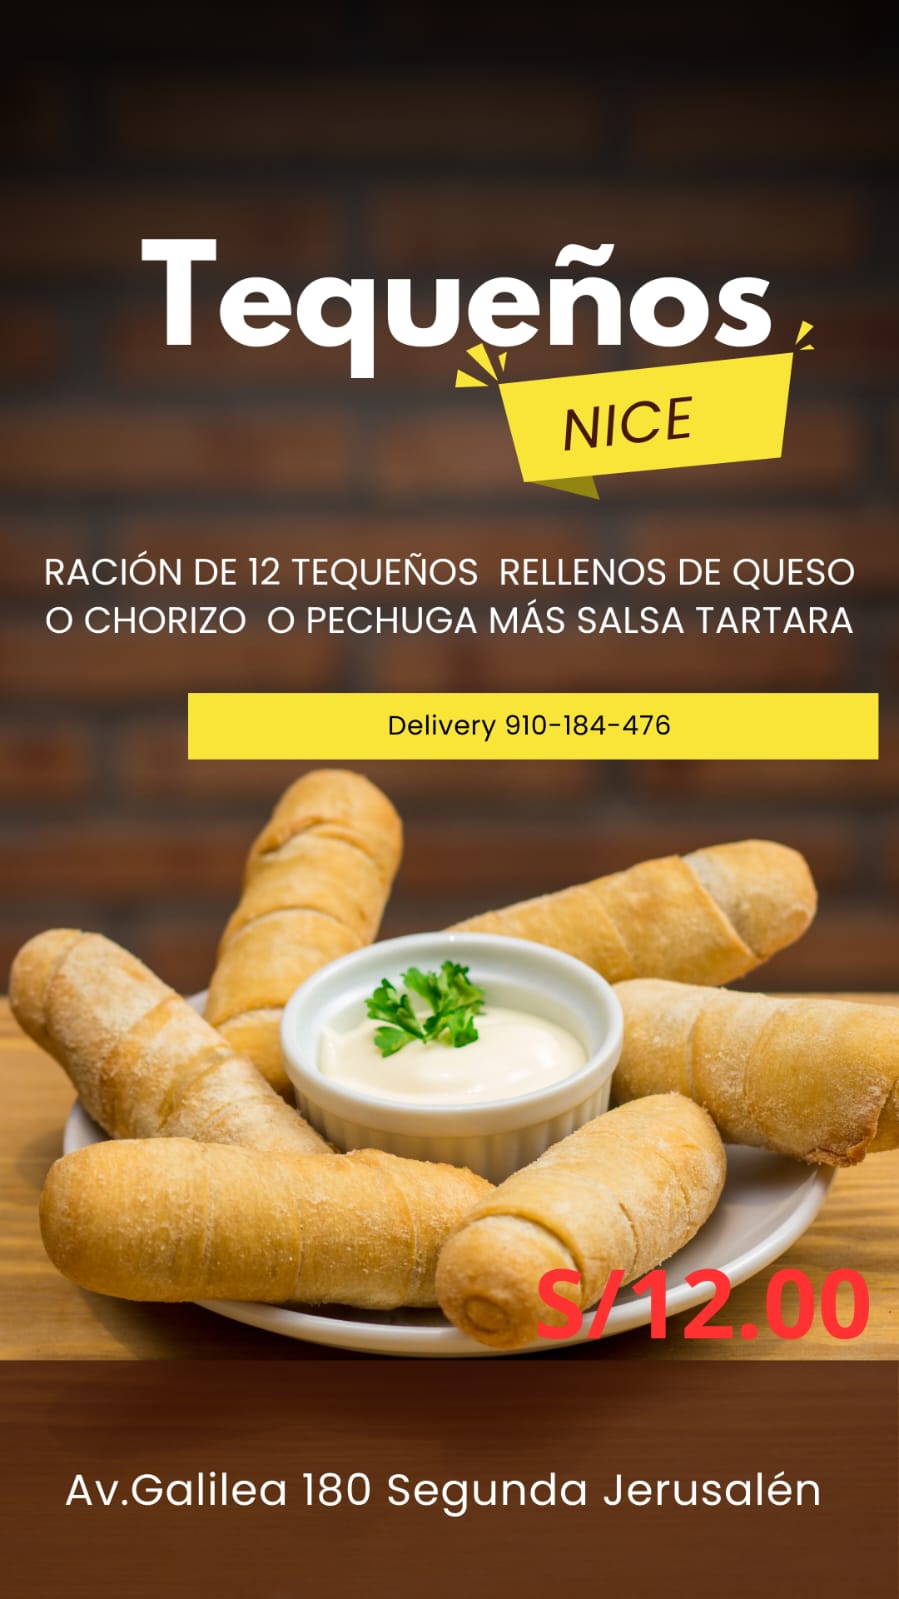 Tequeños
NICE
RACIÓN DE 12 TEQUEÑOS RELLENOS DE QUESO
O CHORIZO O PECHUGA MÁS SALSA TARTARA
Delivery 910-184-476
S/12.00
Av.Galilea 180 Segunda Jerusalén